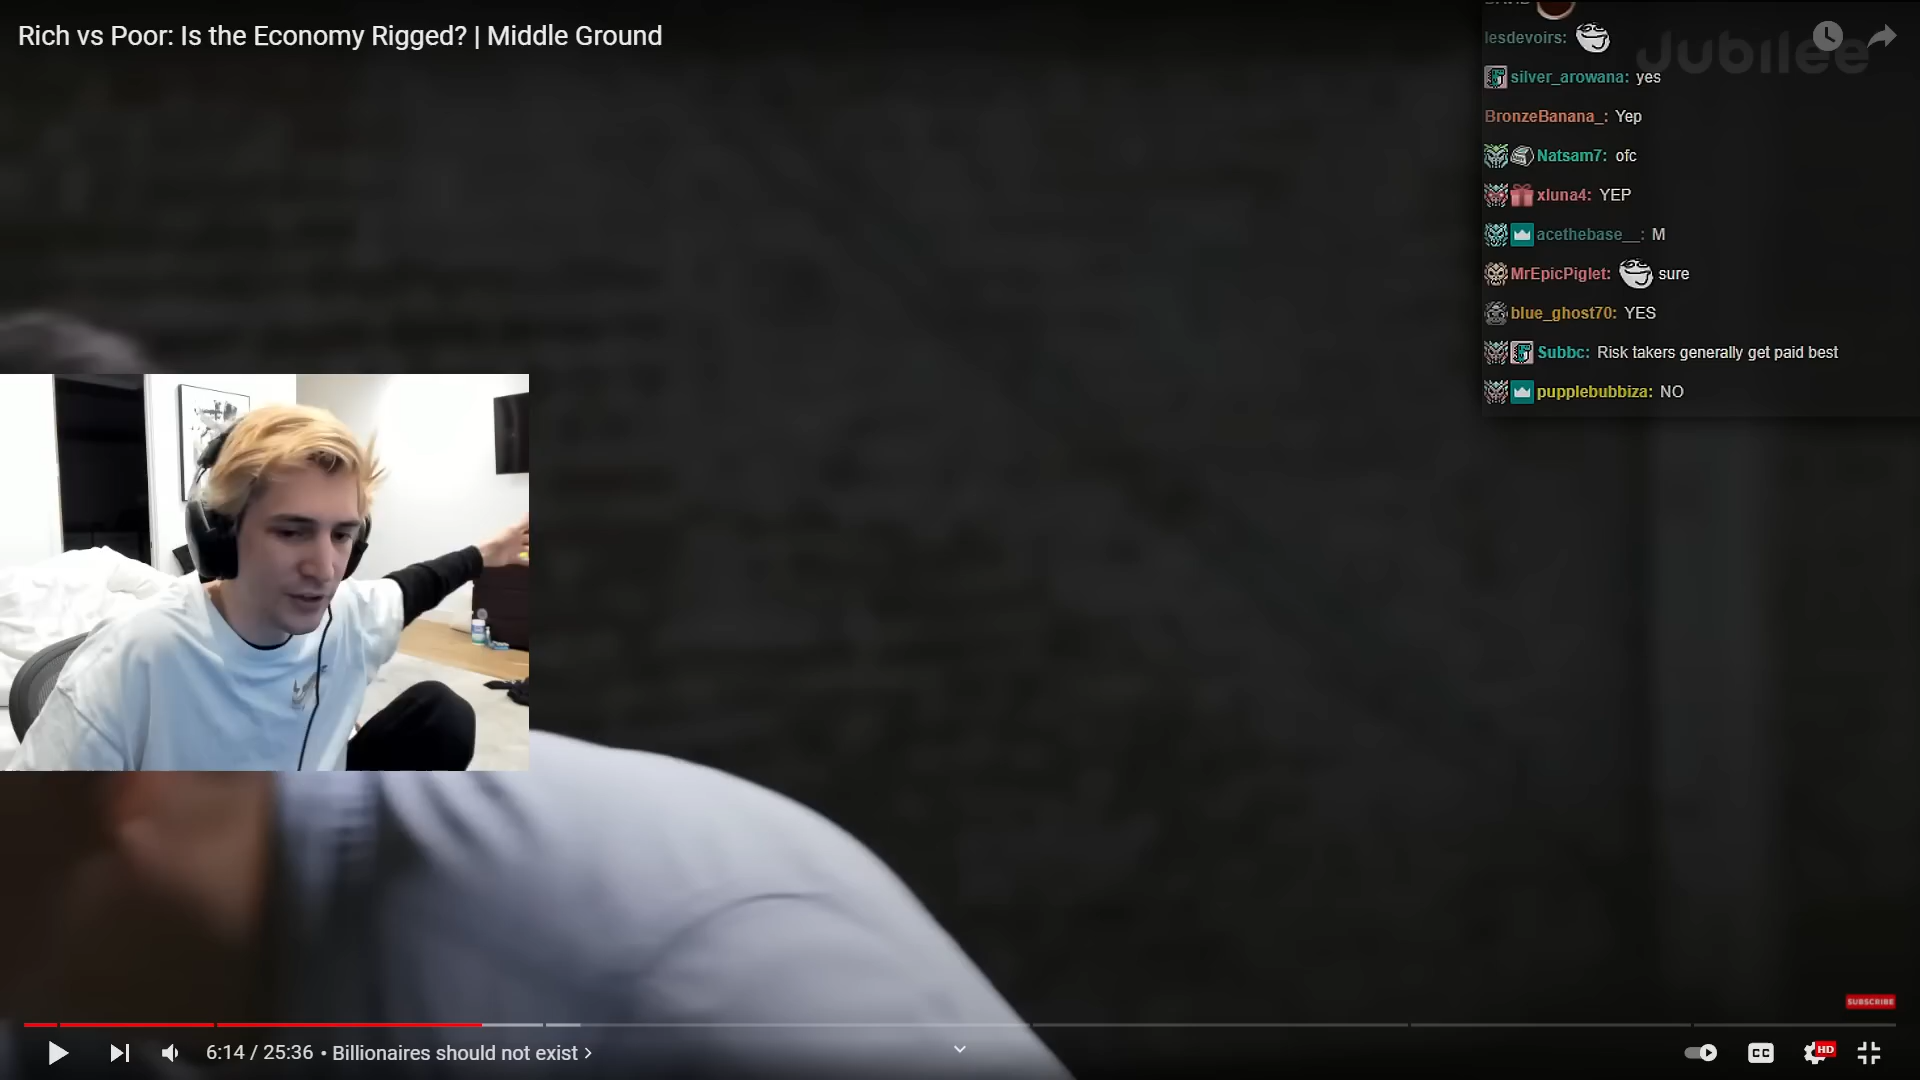 Rich vs Poor: Is the Economy Rigged? | Middle Ground
Jubilee
lesdevoirs:
silver_arowana: yes
BronzeBanana_: Yep
Natsam7: ofc
xluna4: YEP
acethebase__: M
MrEpicPiglet: sure
blue_ghost70: YES
Subbc: Risk takers generally get paid best
pupplebubbiza: NO
SUBSCRIBE
6:14 / 25:36 • Billionaires should not exist >
CC
HD